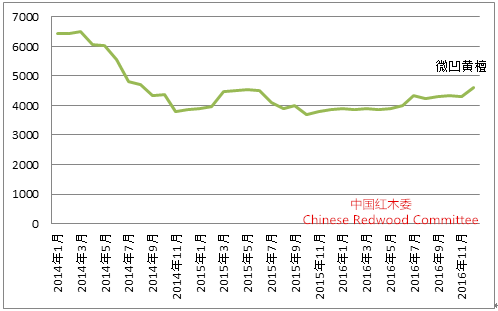 7000
6000
5000
4000
3000
2000
1000
0
微凹黄檀
中国红木委
Chinese Redwood Committee
2014年1月
2014年3月
2014年5月
2014年7月
2014年9月
2014年11月
2015年1月
2015年3月
2015年5月
2015年7月
2015年9月
2015年11月
2016年1月
2016年3月
2016年5月
2016年7月
2016年9月
2016年11月